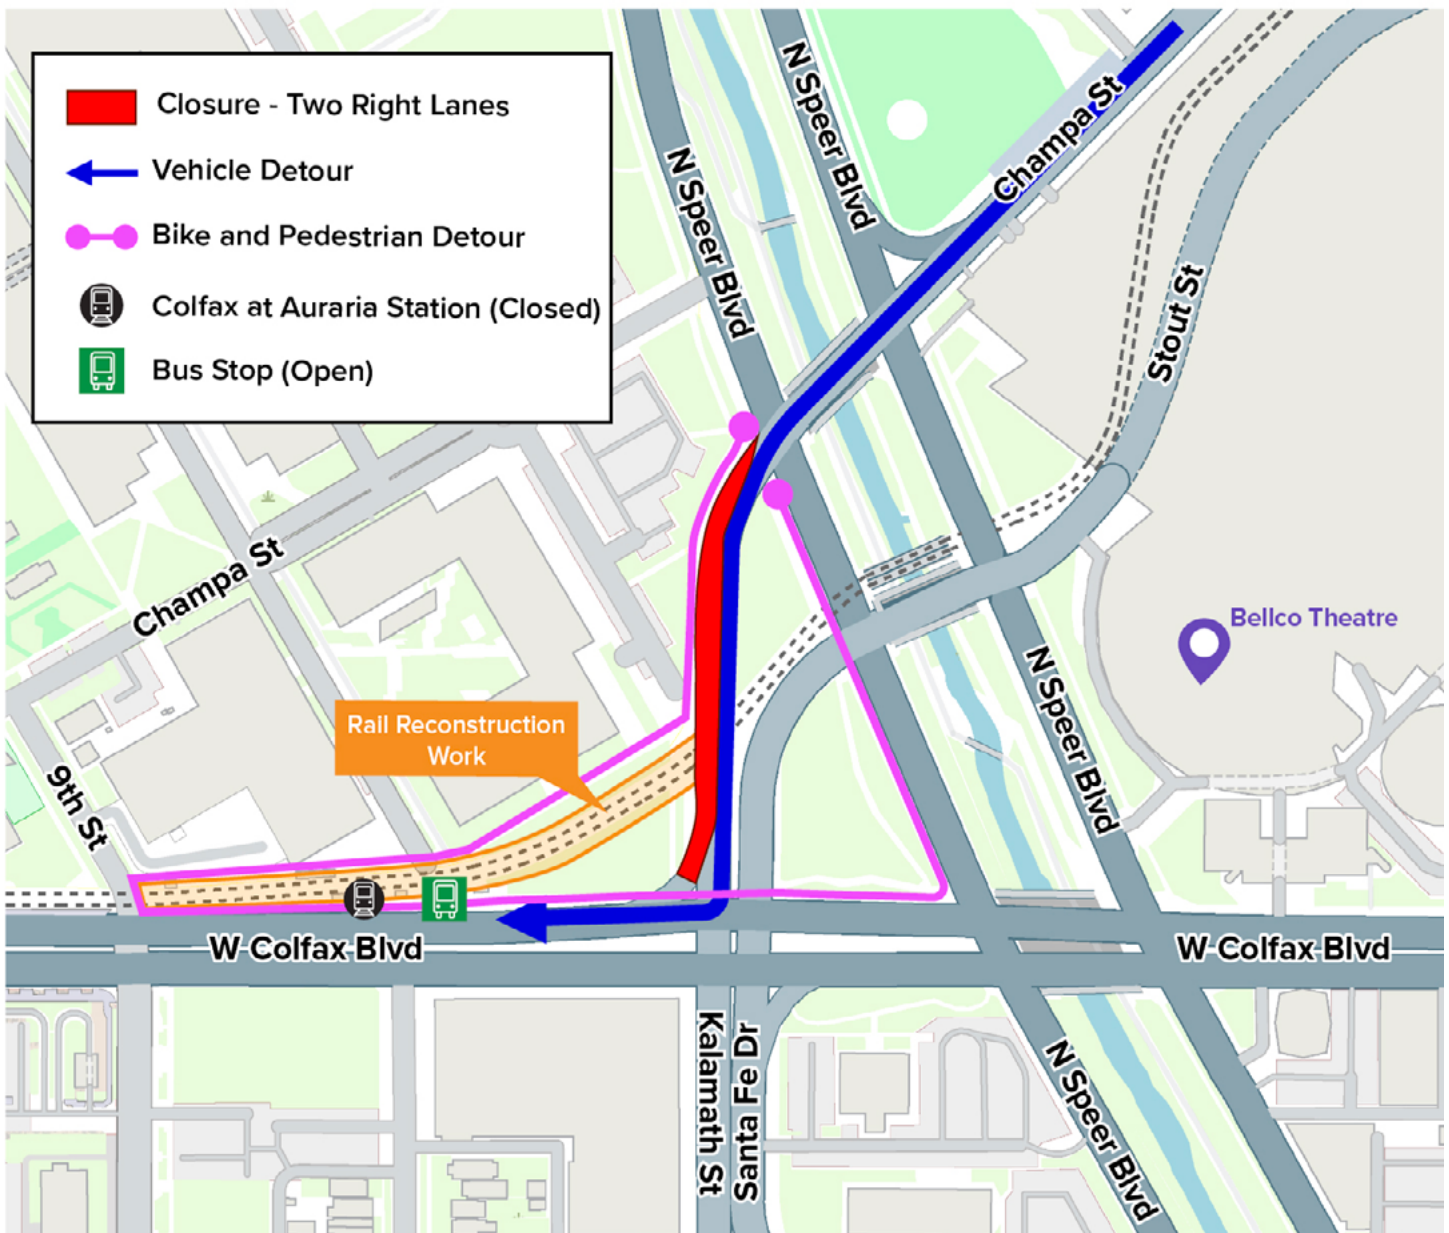 Closure - Two Right Lanes
Vehicle Detour
Bike and Pedestrian Detour
Colfax at Auraria Station (Closed)
Bus Stop (Open)
N Speer Blvd
N Speer Blvd
Champa St
Stout St
Champa St
Bellco Theatre
N Speer Blvd
Rail Reconstruction
Work
9th St
W Colfax Blvd
W Colfax Blvd
Kalamath St
Santa Fe Dr
N Speer Blvd